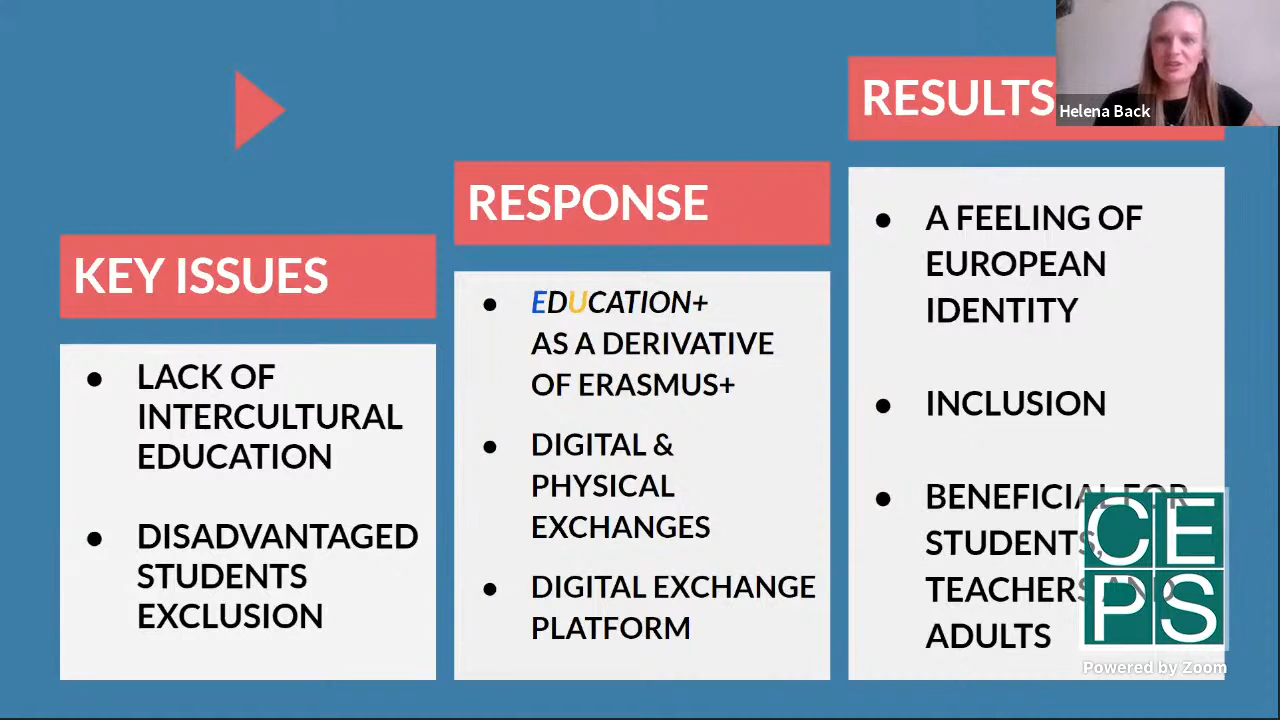 RESULTS
Helena Back
RESPONSE
KEY ISSUES
● LACK OF
INTERCULTURAL
EDUCATION
● DISADVANTAGED
STUDENTS
EXCLUSION
● EDUCATION+
AS A DERIVATIVE
OF ERASMUS+
● DIGITAL &
PHYSICAL
EXCHANGES
● DIGITAL EXCHANGE
PLATFORM
● A FEELING OF
EUROPEAN
IDENTITY
● INCLUSION
● BENEFICIAL FOR
STUDENTS,
TEACHERS AND
ADULTS
CE
PS
Powered by Zoom